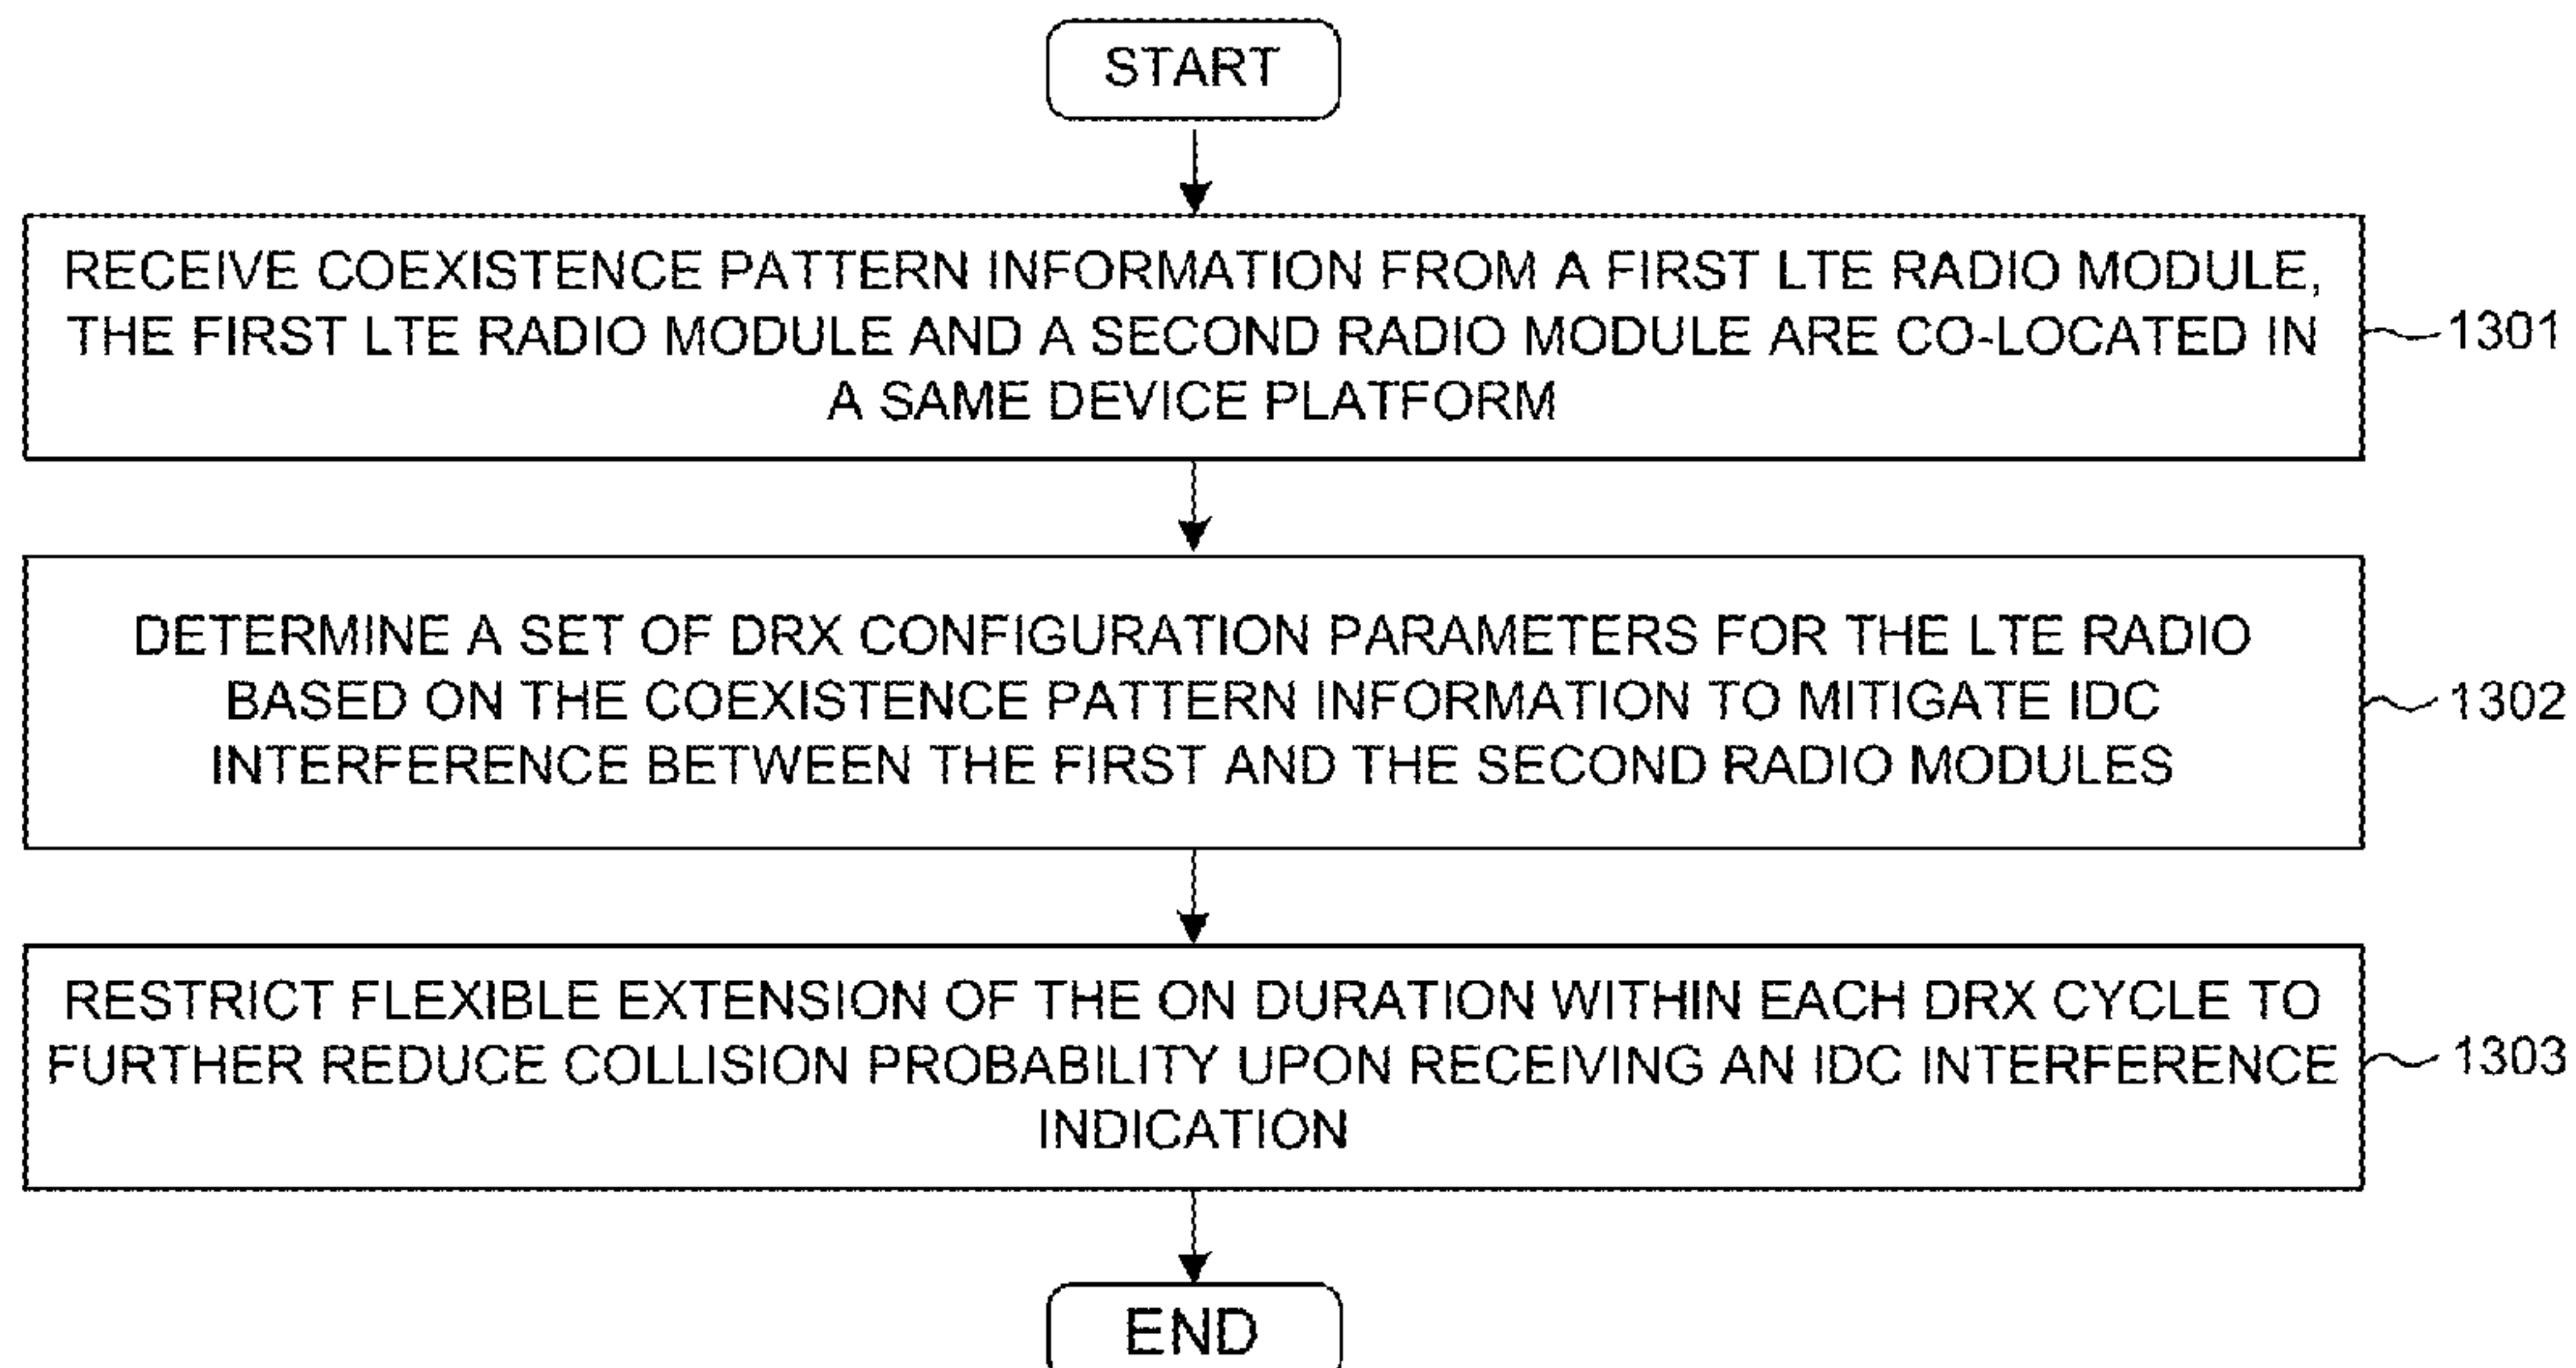 START
RECEIVE COEXISTENCE PATTERN INFORMATION FROM A FIRST LTE RADIO MODULE,
THE FIRST LTE RADIO MODULE AND A SECOND RADIO MODULE ARE CO-LOCATED IN
A SAME DEVICE PLATFORM
1301
DETERMINE A SET OF DRX CONFIGURATION PARAMETERS FOR THE LTE RADIO
BASED ON THE COEXISTENCE PATTERN INFORMATION TO MITIGATE IDC
INTERFERENCE BETWEEN THE FIRST AND THE SECOND RADIO MODULES
1302
RESTRICT FLEXIBLE EXTENSION OF THE ON DURATION WITHIN EACH DRX CYCLE TO
FURTHER REDUCE COLLISION PROBABILITY UPON RECEIVING AN IDC INTERFERENCE
INDICATION
1303
END